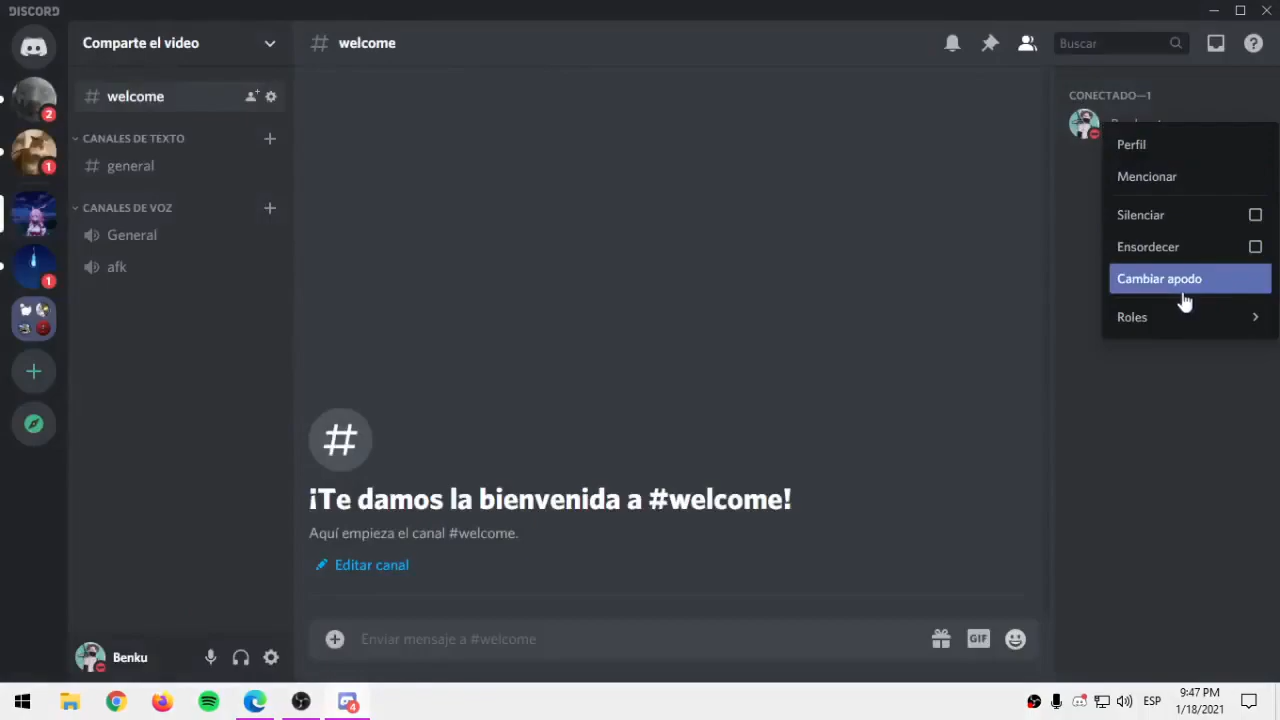 DISCORD
Comparte el video
welcome
Buscar
welcome
2
CANALES DE TEXTO
general
1
CANALES DE VOZ
General
afk
1
CONECTADO—1
Perfil
Mencionar
Silenciar
Ensordecer
Cambiar apodo
Roles
¡Te damos la bienvenida a #welcome!
Aquí empieza el canal #welcome.
Editar canal
Enviar mensaje a #welcome
GIF
Benku
4
ESP
9:47 PM
1/18/2021